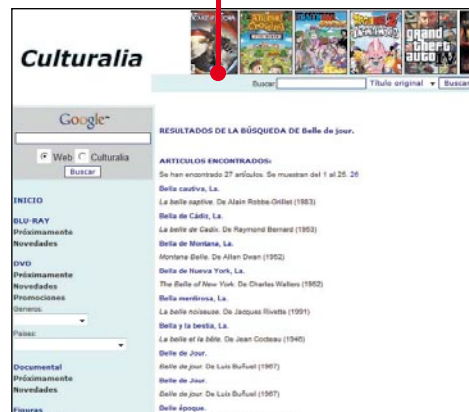 Culturalia
grand
theft
auto IV
Buscar: Título original Buscar
Google
Web Culturalia
Buscar
INICIO
BLU-RAY
Próximamente
Novedades
DVD
Próximamente
Novedades
Promociones
Géneros:
Países:
Documental
Próximamente
Novedades
Figuras
RESULTADOS DE LA BÚSQUEDA DE Belle de jour.
ARTICULOS ENCONTRADOS:
Se han encontrado 27 artículos. Se muestran del 1 al 25. 26
Bella cautiva, La.
La belle captive. De Alain Robbe-Grillet (1983)
Bella de Cádiz, La.
La belle de Cadix. De Raymond Bernard (1953)
Bella de Montana, La.
Montana Belle. De Allan Dwan (1952)
Bella de Nueva York, La.
The Belle of New York. De Charles Walters (1952)
Bella mentirosa, La.
La belle noiseuse. De Jacques Rivette (1991)
Bella y la bestia, La.
La belle et la bête. De Jean Cocteau (1946)
Belle de Jour.
Belle de jour. De Luis Buñuel (1967)
Belle de Jour.
Belle de jour. De Luis Buñuel (1967)
Belle époque.